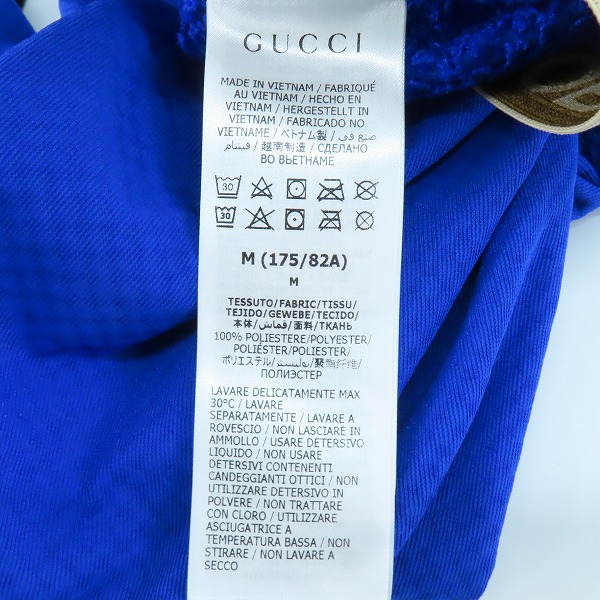 GUCCI
MADE IN VIETNAM / FABRIQUÉ
AU VIETNAM / HECHO EN
VIETNAM / HERGESTELLT IN
VIETNAM / FABRICADO NO
VIETNAME / ベトナム製 / صنع في
فيتنام / 越南制造 / СДЕЛАНО
ВО ВЬЕТНАМЕ
30
30
M (175/82A)
M
TESSUTO/FABRIC/TISSU/
TEJIDO/GEWEBE/TECIDO/
本体/قماش/面料/ТКАНЬ
100% POLIESTERE/POLYESTER/
POLIÉSTER/POLIESTER/
ポリエステル/بوليستر/聚酯纤维/
ПОЛИЭСТЕР
LAVARE DELICATAMENTE MAX
30°C / LAVARE
SEPARATAMENTE / LAVARE A
ROVESCIO / NON LASCIARE IN
AMMOLLO / USARE DETERSIVO
LIQUIDO / NON USARE
DETERSIVI CONTENENTI
CANDEGGIANTI OTTICI / NON
UTILIZZARE DETERSIVO IN
POLVERE / NON TRATTARE
CON CLORO / USARE
ASCIUGATRICE A
TEMPERATURA BASSA / NON
STIRARE / NON LAVARE A
SECCO